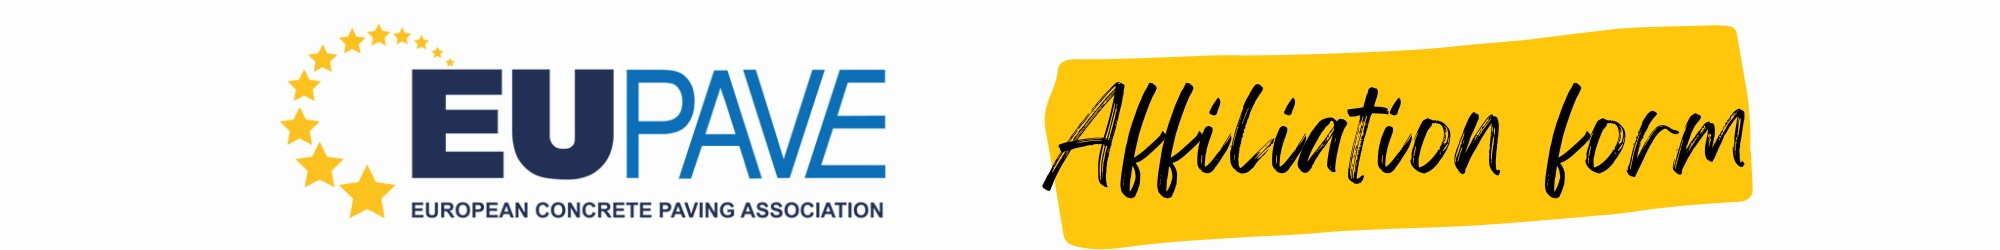 EUPAVE
EUROPEAN CONCRETE PAVING ASSOCIATION
Affiliation form